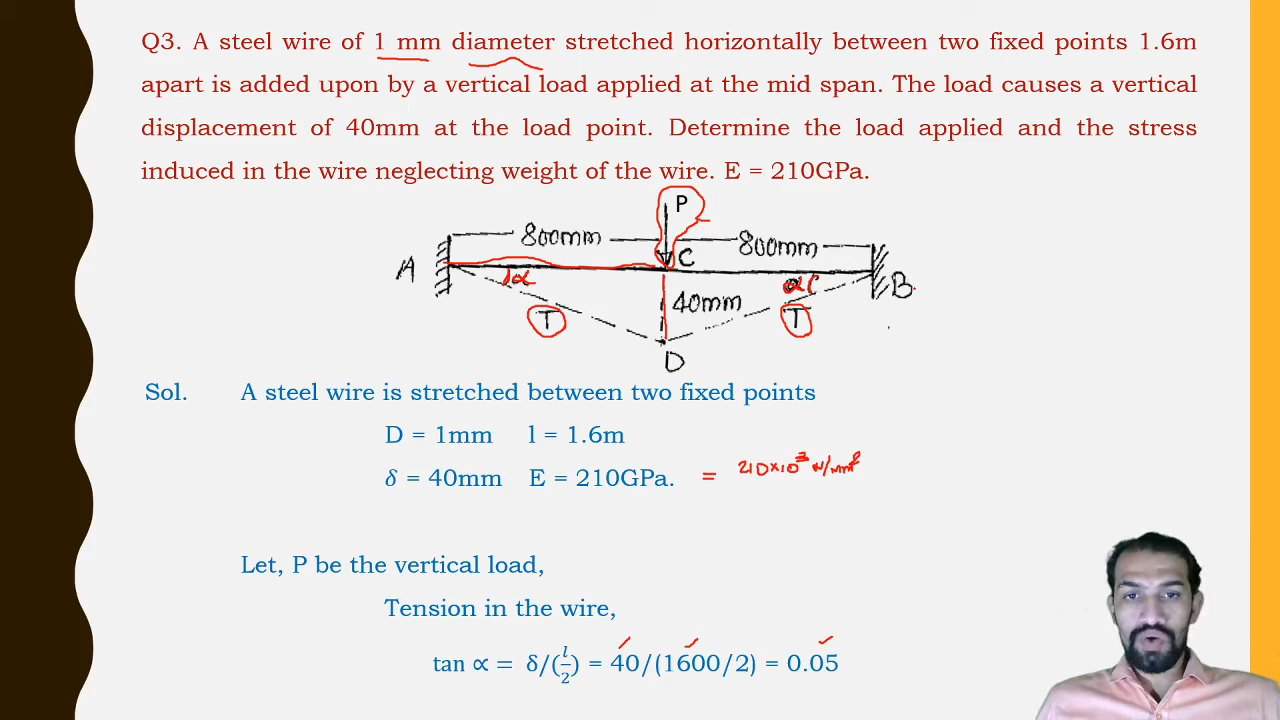 Q3. A steel wire of 1 mm diameter stretched horizontally between two fixed points 1.6m
apart is added upon by a vertical load applied at the mid span. The load causes a vertical
displacement of 40mm at the load point. Determine the load applied and the stress
induced in the wire neglecting weight of the wire. E = 210GPa.
P
800mm 800mm
A C B
α α
40mm
T T
D
Sol. A steel wire is stretched between two fixed points
D = 1mm l = 1.6m
δ = 40mm E = 210GPa. = 210×10³ N/mm²
Let, P be the vertical load,
Tension in the wire,
tan ∝ = δ/(l/2) = 40/(1600/2) = 0.05